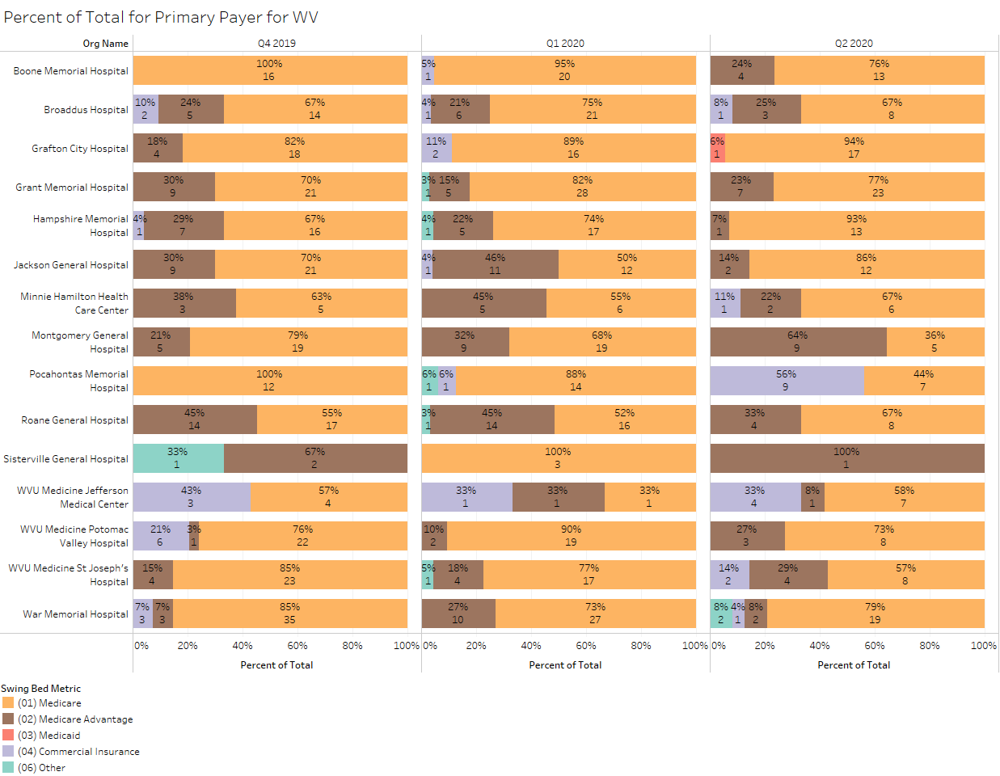 Percent of Total for Primary Payer for WV
Org Name Q4 2019 Q1 2020 Q2 2020
Boone Memorial Hospital 100% 5% 95% 24% 76%
16 1 20 4 13
Broaddus Hospital 10% 24% 67% 4% 21% 75% 8% 25% 67%
2 5 14 1 6 21 1 3 8
Grafton City Hospital 18% 82% 11% 89% 6% 94%
4 18 2 16 1 17
Grant Memorial Hospital 30% 70% 3% 15% 82% 23% 77%
9 21 1 5 28 7 23
Hampshire Memorial 4% 29% 67% 4% 22% 74% 7% 93%
Hospital 1 7 16 1 5 17 1 13
Jackson General Hospital 30% 70% 4% 46% 50% 14% 86%
9 21 1 11 12 2 12
Minnie Hamilton Health 38% 63% 45% 55% 11% 22% 67%
Care Center 3 5 5 6 1 2 6
Montgomery General 21% 79% 32% 68% 64% 36%
Hospital 5 19 9 19 9 5
Pocahontas Memorial 100% 6% 6% 88% 56% 44%
Hospital 12 1 1 14 9 7
Roane General Hospital 45% 55% 3% 45% 52% 33% 67%
14 17 1 14 16 4 8
Sisterville General Hospital 33% 67% 100% 100%
1 2 3 1
WVU Medicine Jefferson 43% 57% 33% 33% 33% 33% 8% 58%
Medical Center 3 4 1 1 1 4 1 7
WVU Medicine Potomac 21% 3% 76% 10% 90% 27% 73%
Valley Hospital 6 1 22 2 19 3 8
WVU Medicine St Joseph's 15% 85% 5% 18% 77% 14% 29% 57%
Hospital 4 23 1 4 17 2 4 8
War Memorial Hospital 7% 7% 85% 27% 73% 8% 4% 8% 79%
3 3 35 10 27 2 1 2 19
0% 20% 40% 60% 80% 100% 0% 20% 40% 60% 80% 100% 0% 20% 40% 60% 80% 100%
Percent of Total Percent of Total Percent of Total
Swing Bed Metric
(01) Medicare
(02) Medicare Advantage
(03) Medicaid
(04) Commercial Insurance
(06) Other